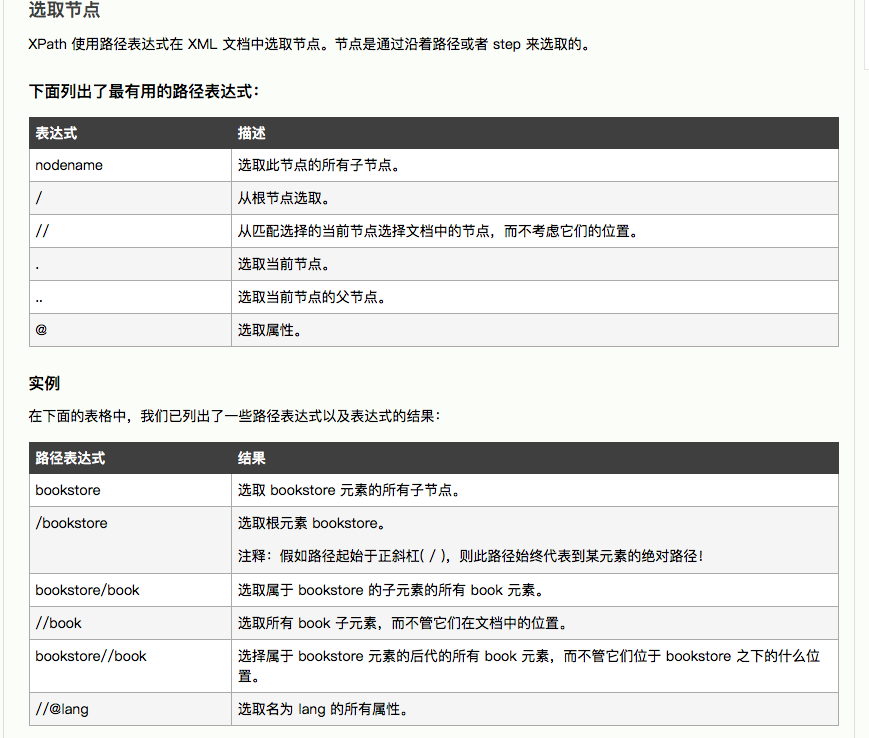 选取节点
XPath 使用路径表达式在 XML 文档中选取节点。节点是通过沿着路径或者 step 来选取的。
下面列出了最有用的路径表达式：
表达式 描述
nodename 选取此节点的所有子节点。
/ 从根节点选取。
// 从匹配选择的当前节点选择文档中的节点，而不考虑它们的位置。
. 选取当前节点。
.. 选取当前节点的父节点。
@ 选取属性。
实例
在下面的表格中，我们已列出了一些路径表达式以及表达式的结果：
路径表达式 结果
bookstore 选取 bookstore 元素的所有子节点。
/bookstore 选取根元素 bookstore。
注释：假如路径起始于正斜杠( / )，则此路径始终代表到某元素的绝对路径！
bookstore/book 选取属于 bookstore 的子元素的所有 book 元素。
//book 选取所有 book 子元素，而不管它们在文档中的位置。
bookstore//book 选择属于 bookstore 元素的后代的所有 book 元素，而不管它们位于 bookstore 之下的什么位
置。
//@lang 选取名为 lang 的所有属性。